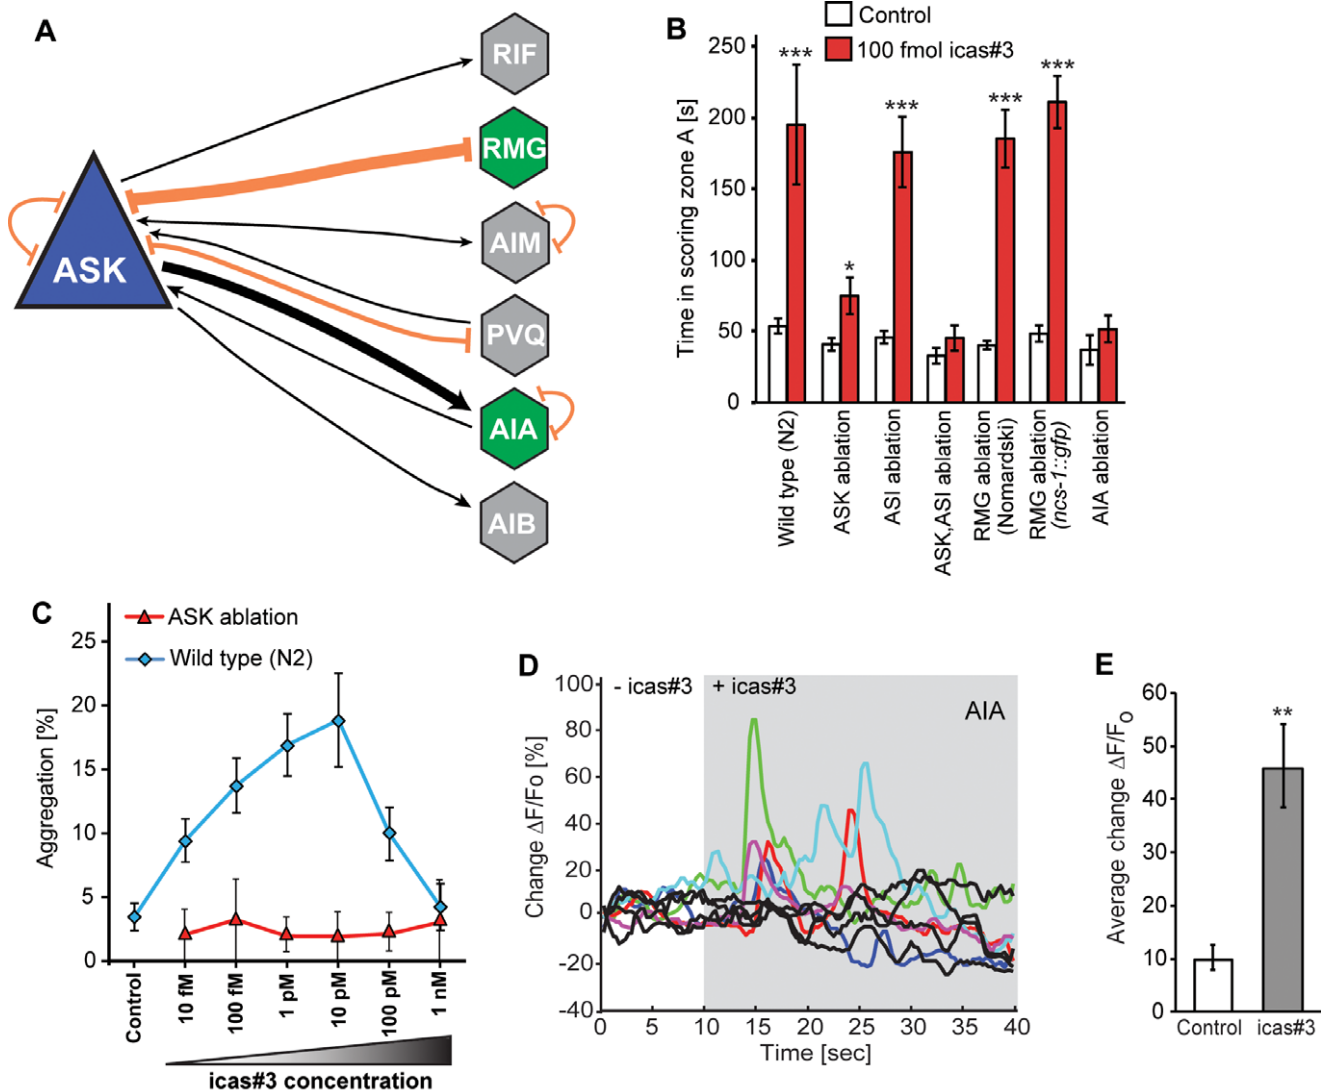 A
RIF
RMG
AIM
ASK
PVQ
AIA
AIB
B
Control
100 fmol icas#3
Time in scoring zone A [s]
250
200
150
100
50
0
***
*
***
***
***
Wild type (N2)
ASK ablation
ASI ablation
ASK,ASI ablation
RMG ablation
(Nomardski)
RMG ablation
(ncs-1::gfp)
AIA ablation
C
ASK ablation
Wild type (N2)
Aggregation [%]
25
20
15
10
5
0
Control
10 fM
100 fM
1 pM
10 pM
100 pM
1 nM
icas#3 concentration
D
- icas#3
+ icas#3
AIA
Change ΔF/Fo [%]
100
80
60
40
20
0
-20
-40
0 5 10 15 20 25 30 35 40
Time [sec]
E
Average change ΔF/FO
60
50
40
30
20
10
0
**
Control
icas#3